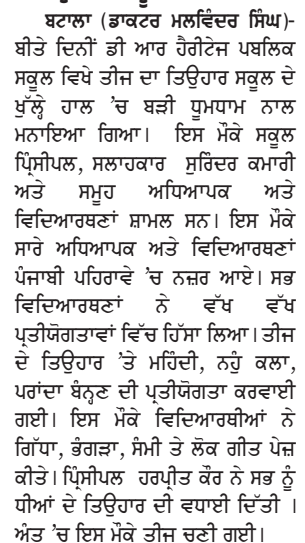 ਬਟਾਲਾ (ਡਾਕਟਰ ਮਲਵਿੰਦਰ ਸਿੰਘ)-
ਬੀਤੇ ਦਿਨੀਂ ਡੀ ਆਰ ਹੈਰੀਟੇਜ ਪਬਲਿਕ
ਸਕੂਲ ਵਿਖੇ ਤੀਜ ਦਾ ਤਿਉਹਾਰ ਸਕੂਲ ਦੇ
ਖੁੱਲ੍ਹੇ ਹਾਲ 'ਚ ਬੜੀ ਧੂਮਧਾਮ ਨਾਲ
ਮਨਾਇਆ ਗਿਆ। ਇਸ ਮੌਕੇ ਸਕੂਲ
ਪ੍ਰਿੰਸੀਪਲ, ਸਲਾਹਕਾਰ ਸੁਰਿੰਦਰ ਕਮਾਰੀ
ਅਤੇ ਸਮੂਹ ਅਧਿਆਪਕ ਅਤੇ
ਵਿਦਿਆਰਥਣਾਂ ਸ਼ਾਮਲ ਸਨ। ਇਸ ਮੌਕੇ
ਸਾਰੇ ਅਧਿਆਪਕ ਅਤੇ ਵਿਦਿਆਰਥਣਾਂ
ਪੰਜਾਬੀ ਪਹਿਰਾਵੇ 'ਚ ਨਜ਼ਰ ਆਏ। ਸਭ
ਵਿਦਿਆਰਥਣਾਂ ਨੇ ਵੱਖ ਵੱਖ
ਪ੍ਰਤੀਯੋਗਤਾਵਾਂ ਵਿੱਚ ਹਿੱਸਾ ਲਿਆ। ਤੀਜ
ਦੇ ਤਿਉਹਾਰ 'ਤੇ ਮਹਿੰਦੀ, ਨਹੁੰ ਕਲਾ,
ਪਰਾਂਦਾ ਬੰਨ੍ਹਣ ਦੀ ਪ੍ਰਤੀਯੋਗਤਾ ਕਰਵਾਈ
ਗਈ। ਇਸ ਮੌਕੇ ਵਿਦਿਆਰਥੀਆਂ ਨੇ
ਗਿੱਧਾ, ਭੰਗੜਾ, ਸੰਮੀ ਤੇ ਲੋਕ ਗੀਤ ਪੇਸ਼
ਕੀਤੇ। ਪ੍ਰਿੰਸੀਪਲ ਹਰਪ੍ਰੀਤ ਕੌਰ ਨੇ ਸਭ ਨੂੰ
ਧੀਆਂ ਦੇ ਤਿਉਹਾਰ ਦੀ ਵਧਾਈ ਦਿੱਤੀ ।
ਅੰਤ 'ਚ ਇਸ ਮੌਕੇ ਤੀਜ ਚੁਣੀ ਗਈ।